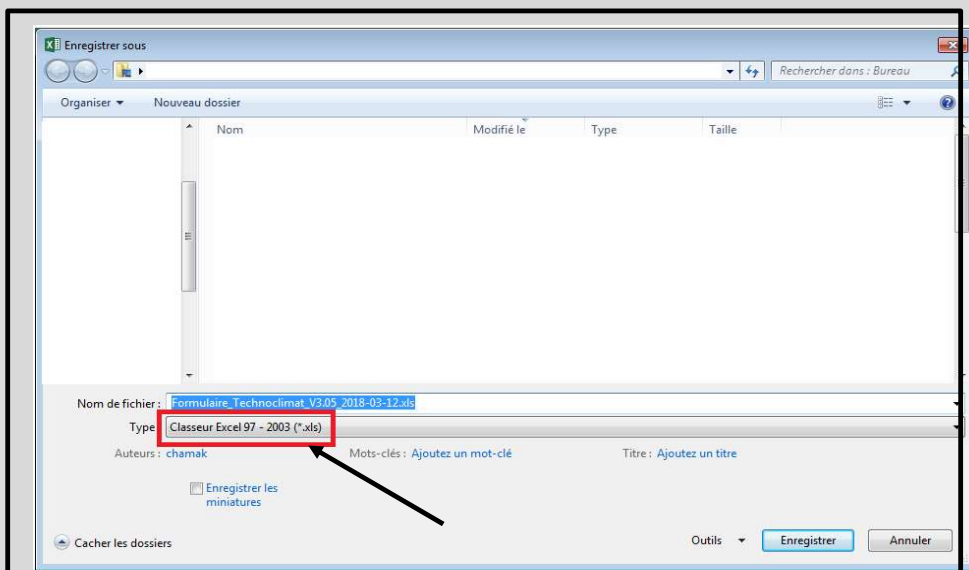 Enregistrer sous
Rechercher dans : Bureau
Organiser Nouveau dossier
Nom Modifié le Type Taille
Nom de fichier : Formulaire_Technoclimat_V3.05_2018-03-12.xls
Type Classeur Excel 97 - 2003 (*.xls)
Auteurs : chamak Mots-clés : Ajoutez un mot-clé Titre : Ajoutez un titre
Enregistrer les
miniatures
Cacher les dossiers Outils Enregistrer Annuler